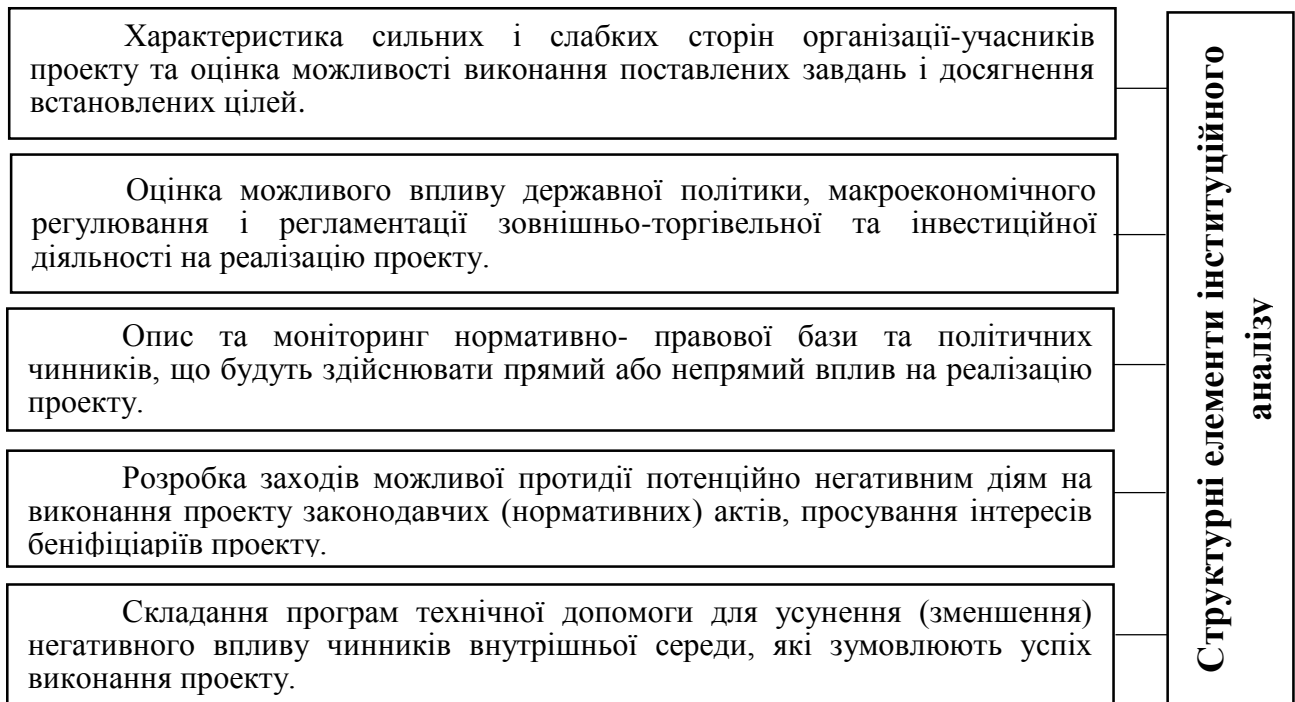 Характеристика сильних і слабких сторін організації-учасників
проекту та оцінка можливості виконання поставлених завдань і досягнення
встановлених цілей.
Оцінка можливого впливу державної політики, макроекономічного
регулювання і регламентації зовнішньо-торгівельної та інвестиційної
діяльності на реалізацію проекту.
Опис та моніторинг нормативно- правової бази та політичних
чинників, що будуть здійснювати прямий або непрямий вплив на реалізацію
проекту.
Розробка заходів можливої протидії потенційно негативним діям на
виконання проекту законодавчих (нормативних) актів, просування інтересів
беніфіціаріїв проекту.
Складання програм технічної допомоги для усунення (зменшення)
негативного впливу чинників внутрішньої середи, які зумовлюють успіх
виконання проекту.
Структурні елементи інституційного
аналізу